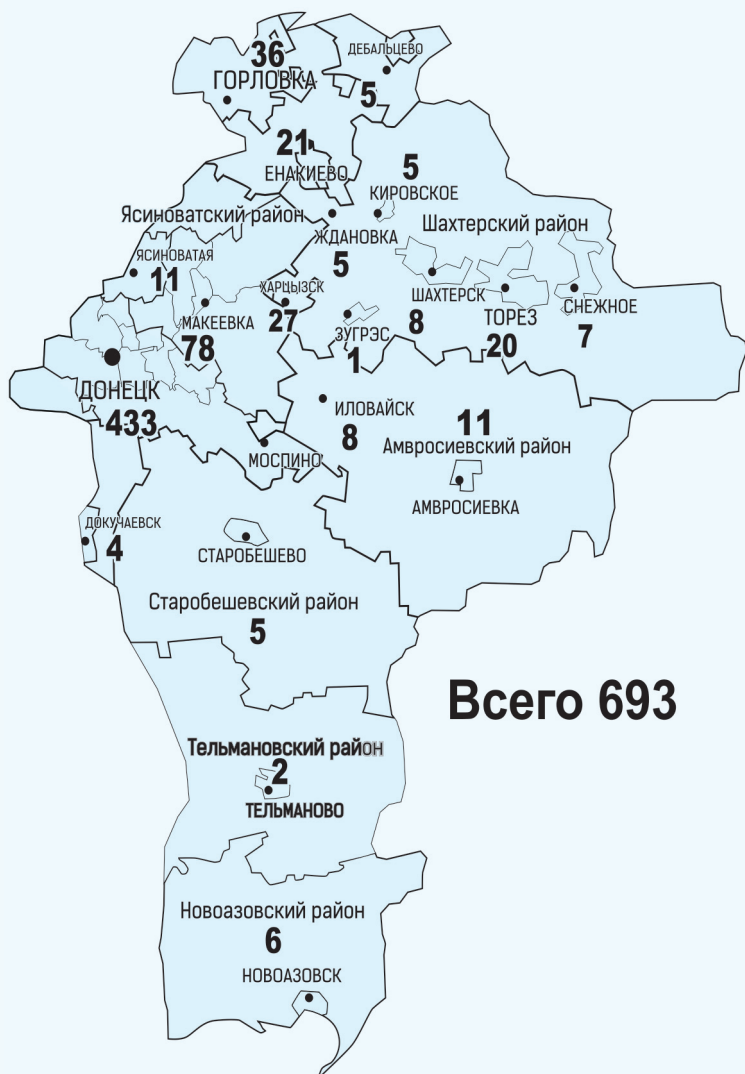 36
ГОРЛОВКА
ДЕБАЛЬЦЕВО
5
21
ЕНАКИЕВО
5
КИРОВСКОЕ
Ясиноватский район
ЖДАНОВКА
5
Шахтерский район
ЯСИНОВАТАЯ
11
МАКЕЕВКА
78
ХАРЦЫЗСК
27
ЗУГРЭС
1
ШАХТЕРСК
8
ТОРЕЗ
20
СНЕЖНОЕ
7
ДОНЕЦК
433
ИЛОВАЙСК
8
11
Амвросиевский район
АМВРОСИЕВКА
МОСПИНО
ДОКУЧАЕВСК
4
СТАРОБЕШЕВО
Старобешевский район
5
Всего 693
Тельмановский район
2
ТЕЛЬМАНОВО
Новоазовский район
6
НОВОАЗОВСК